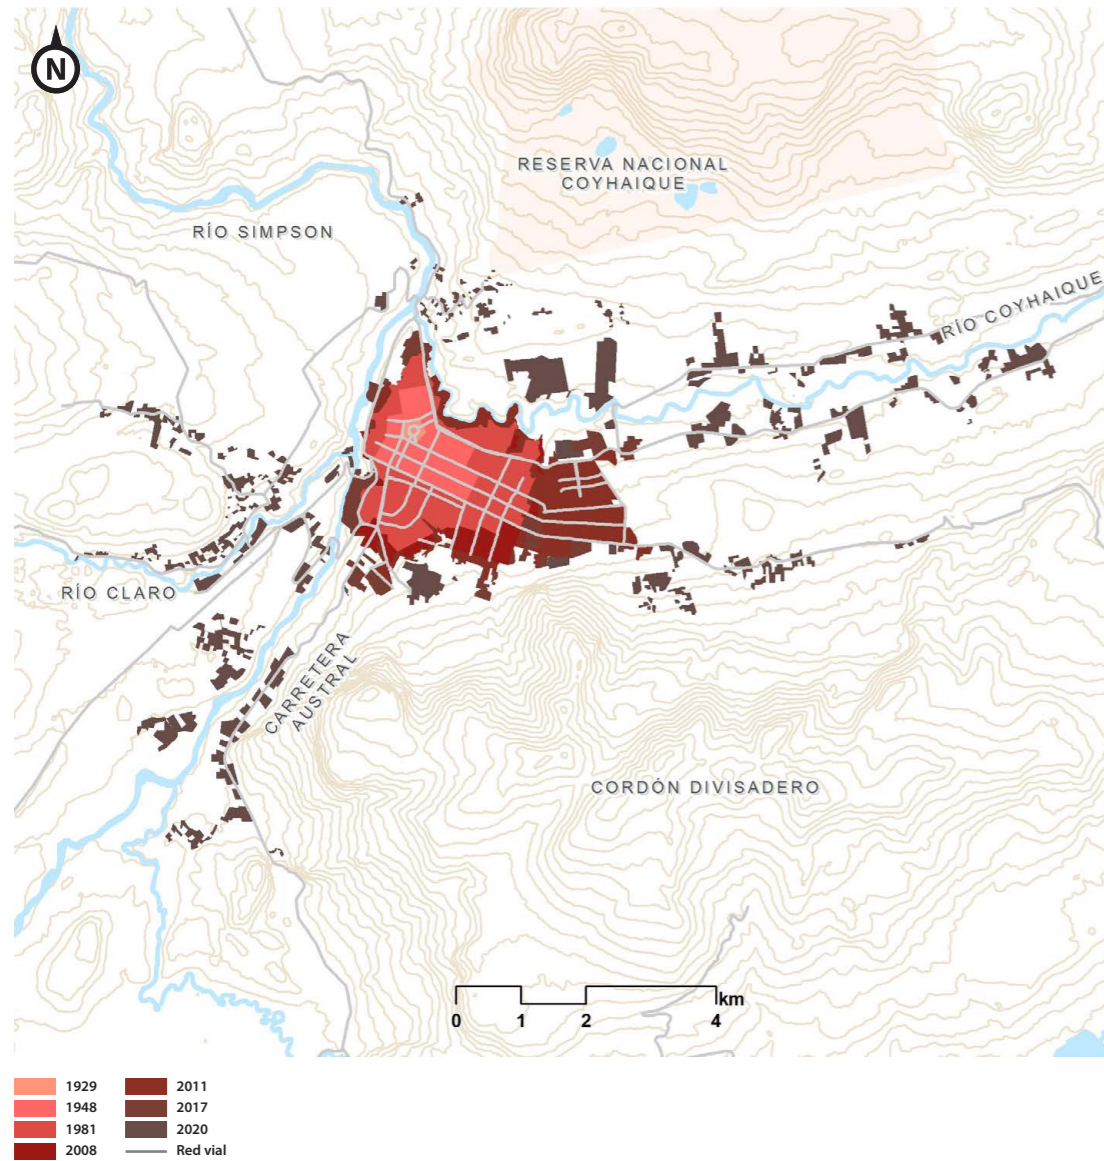 N
RESERVA NACIONAL
COYHAIQUE
RÍO SIMPSON
RÍO COYHAIQUE
RÍO CLARO
CARRETERA
AUSTRAL
CORDÓN DIVISADERO
km
0 1 2 4
1929 2011
1948 2017
1981 2020
2008 Red vial